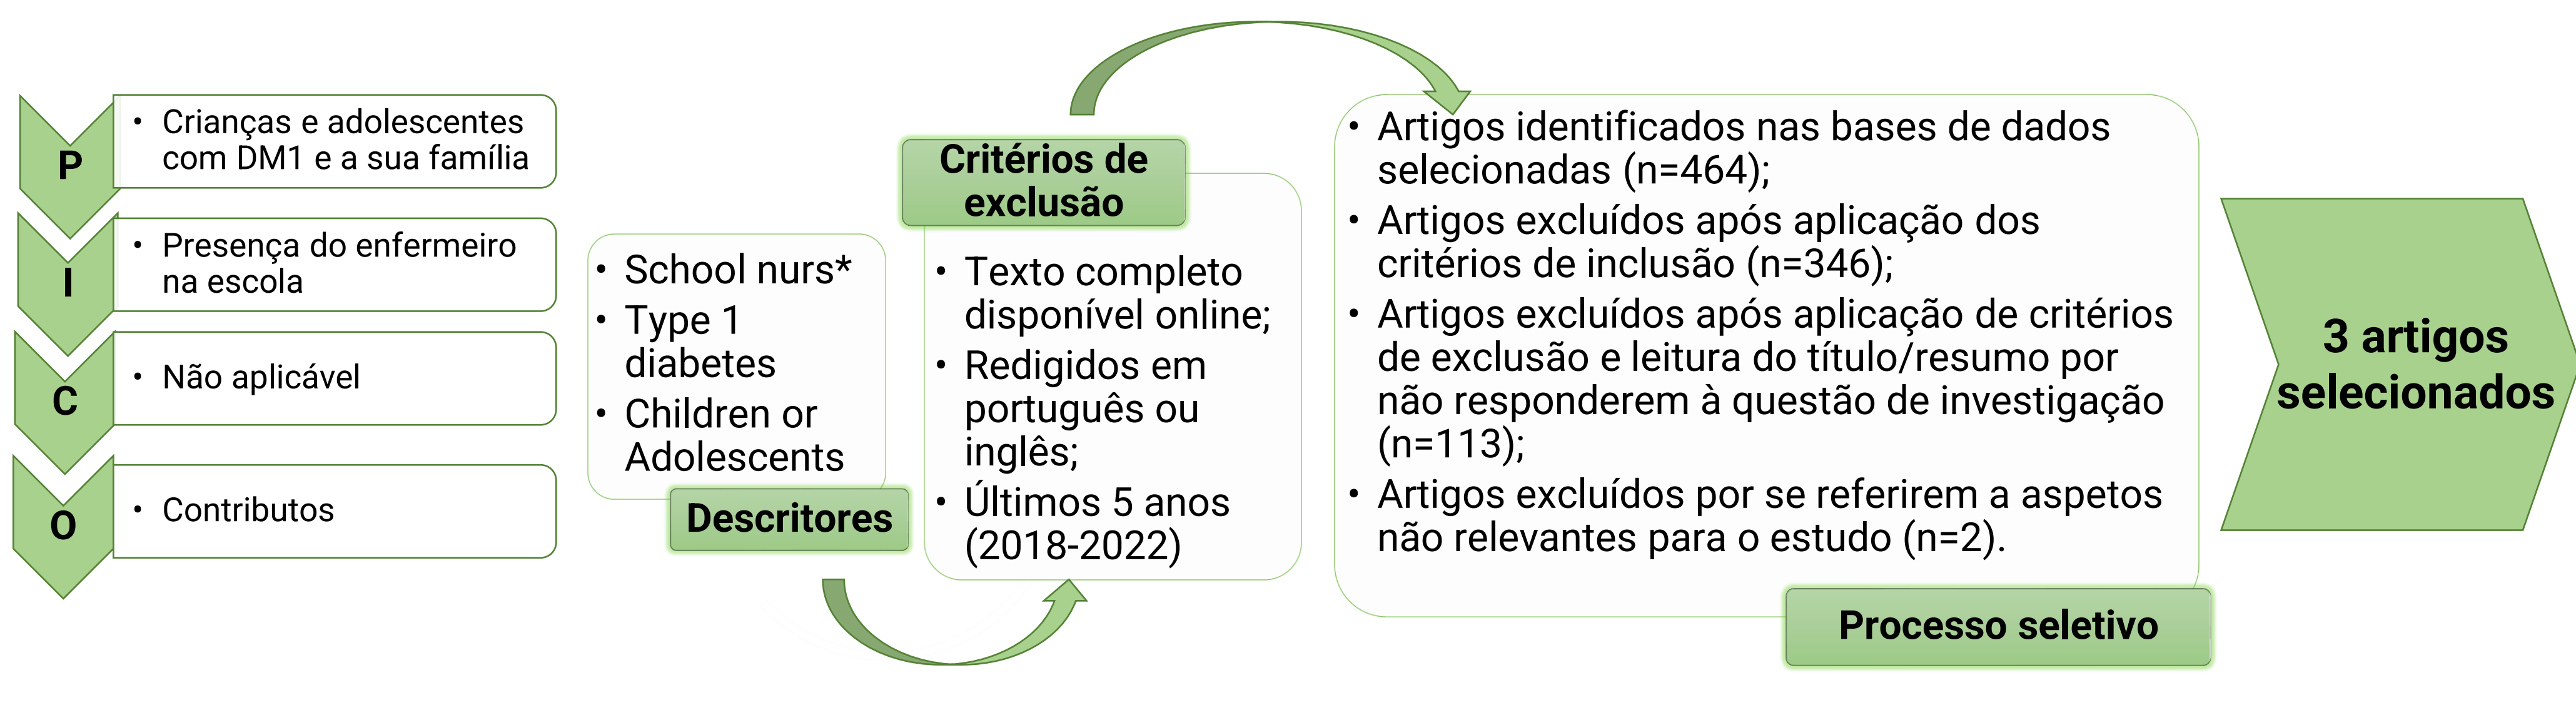 P
• Crianças e adolescentes
com DM1 e a sua família
I
• Presença do enfermeiro
na escola
C
• Não aplicável
O
• Contributos
• School nurs*
• Type 1
diabetes
• Children or
Adolescents
Descritores
Critérios de
exclusão
• Texto completo
disponível online;
• Redigidos em
português ou
inglês;
• Últimos 5 anos
(2018-2022)
• Artigos identificados nas bases de dados
selecionadas (n=464);
• Artigos excluídos após aplicação dos
critérios de inclusão (n=346);
• Artigos excluídos após aplicação de critérios
de exclusão e leitura do título/resumo por
não responderem à questão de investigação
(n=113);
• Artigos excluídos por se referirem a aspetos
não relevantes para o estudo (n=2).
Processo seletivo
3 artigos
selecionados